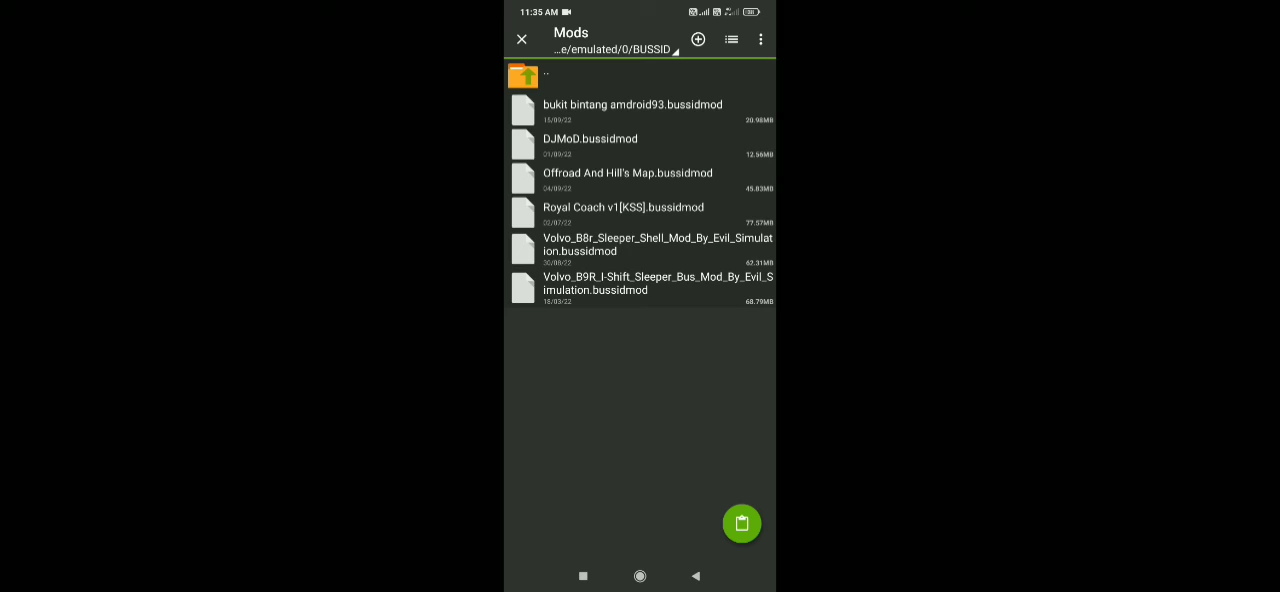 11:35 AM
Mods
...e/emulated/0/BUSSID
..
bukit bintang amdroid93.bussidmod
15/09/22 20.98MB
DJMoD.bussidmod
01/09/22 12.56MB
Offroad And Hill's Map.bussidmod
04/09/22 45.83MB
Royal Coach v1[KSS].bussidmod
02/07/22 77.57MB
Volvo_B8r_Sleeper_Shell_Mod_By_Evil_Simulat
ion.bussidmod
30/08/22 62.31MB
Volvo_B9R_I-Shift_Sleeper_Bus_Mod_By_Evil_S
imulation.bussidmod
18/03/22 68.79MB